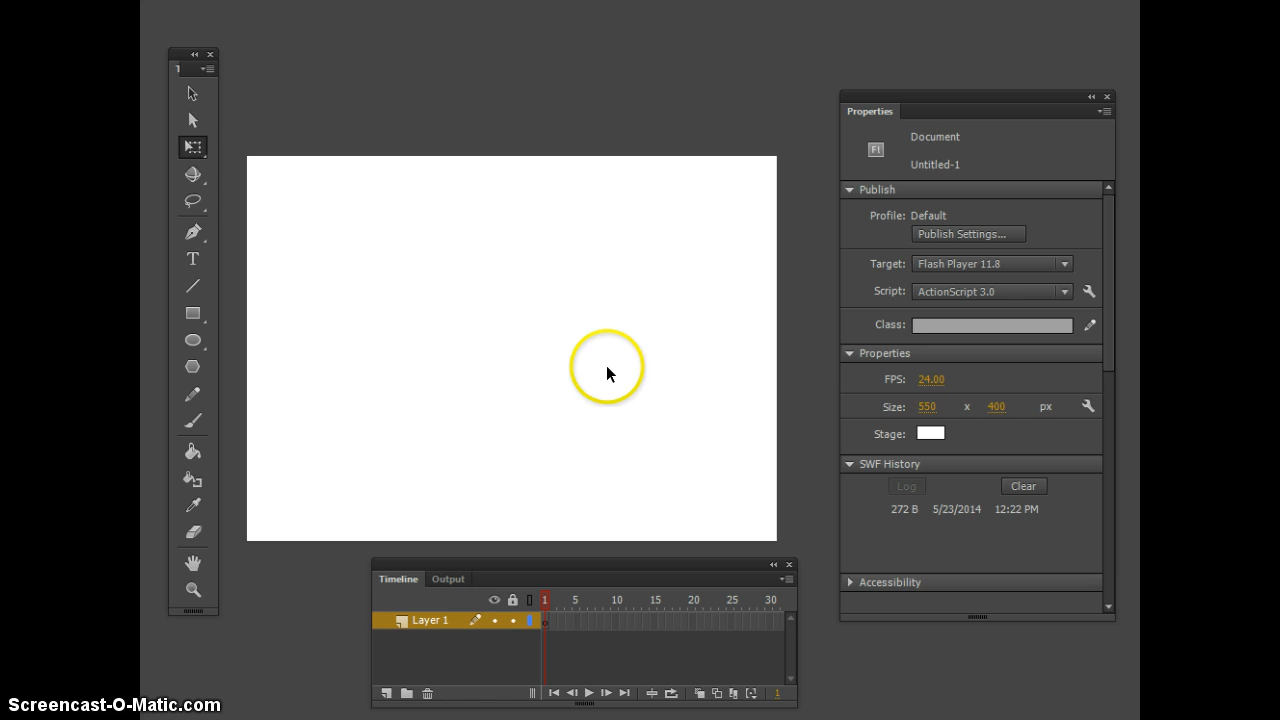 Properties
Document
Fl
Untitled-1
Publish
Profile: Default
Publish Settings...
Target: Flash Player 11.8
Script: ActionScript 3.0
Class:
Properties
FPS: 24.00
Size: 550 x 400 px
Stage:
SWF History
Log Clear
272 B 5/23/2014 12:22 PM
Accessibility
Timeline Output
1 5 10 15 20 25 30
Layer 1
1
Screencast-O-Matic.com